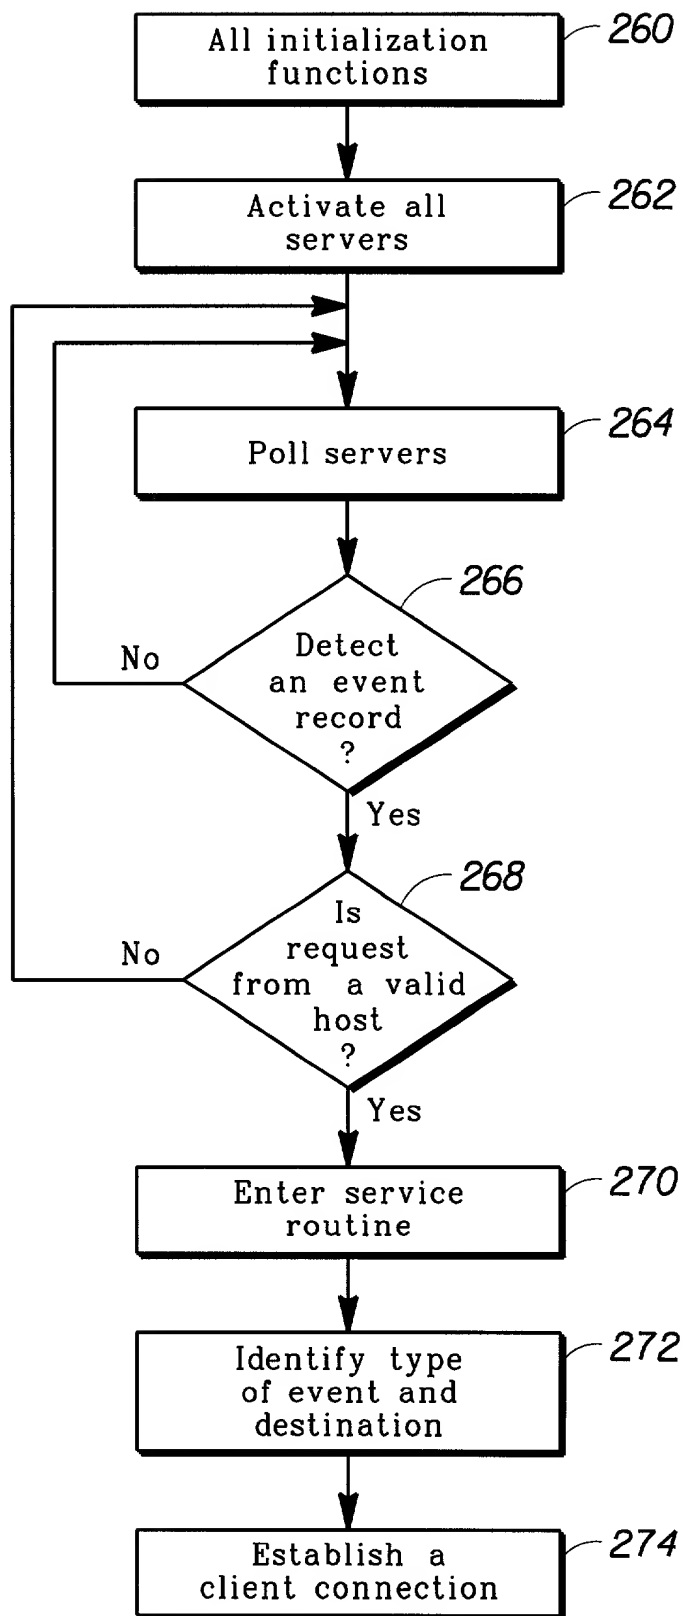 All initialization
functions
260
Activate all
servers
262
Poll servers
264
266
Detect
an event
record
?
No
Yes
268
Is
request
from a valid
host
?
No
Yes
Enter service
routine
270
Identify type
of event and
destination
272
Establish a
client connection
274